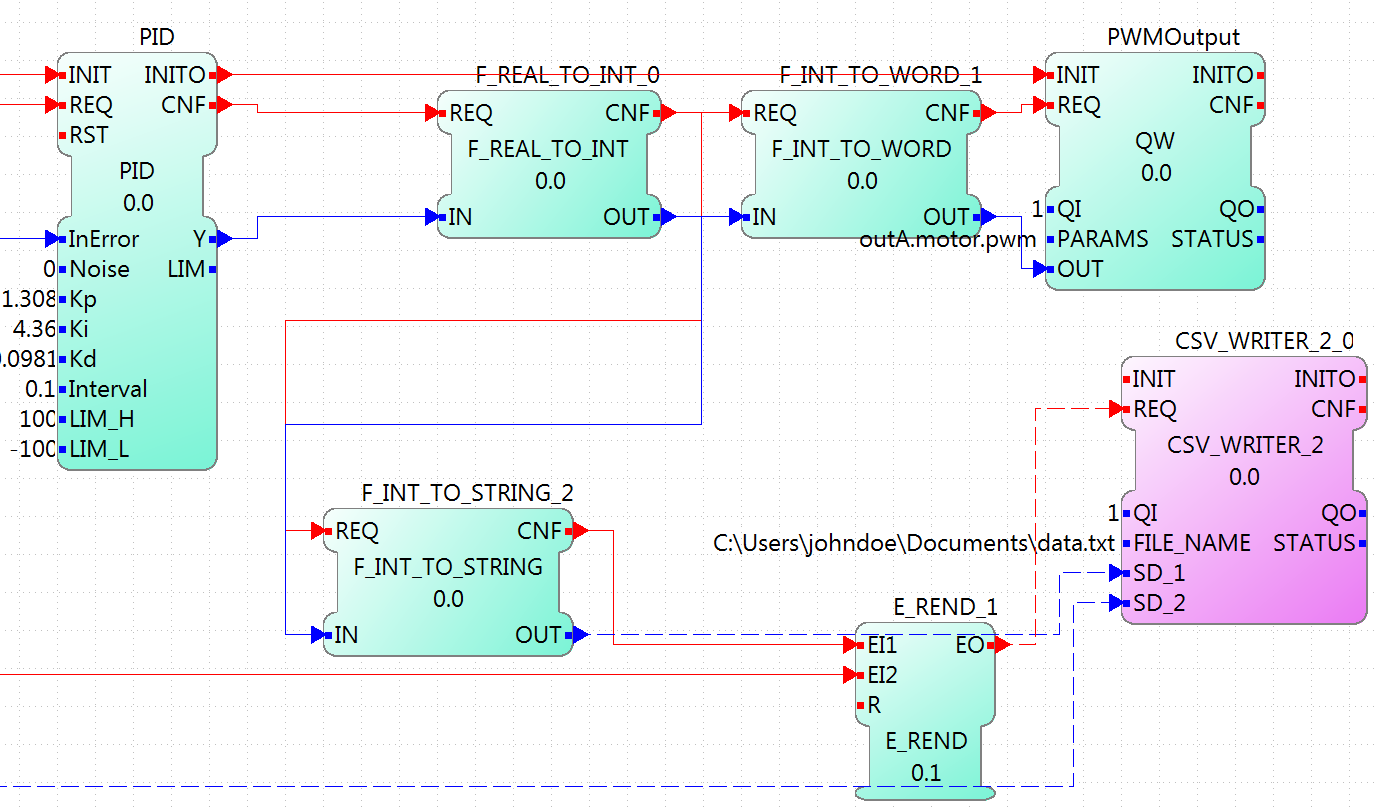 PID
INIT INITO
REQ CNF
RST
PID
0.0
InError Y
0 Noise LIM
1.308 Kp
4.36 Ki
0.0981 Kd
0.1 Interval
100 LIM_H
-100 LIM_L
F_REAL_TO_INT_0
REQ CNF
F_REAL_TO_INT
0.0
IN OUT
F_INT_TO_WORD_1
REQ CNF
F_INT_TO_WORD
0.0
IN OUT
PWMOutput
INIT INITO
REQ CNF
QW
0.0
1 QI QO
outA.motor.pwm PARAMS STATUS
OUT
F_INT_TO_STRING_2
REQ CNF
F_INT_TO_STRING
0.0
IN OUT
E_REND_1
EI1 EO
EI2
R
E_REND
0.1
CSV_WRITER_2_0
INIT INITO
REQ CNF
CSV_WRITER_2
0.0
1 QI QO
C:\Users\johndoe\Documents\data.txt FILE_NAME STATUS
SD_1
SD_2